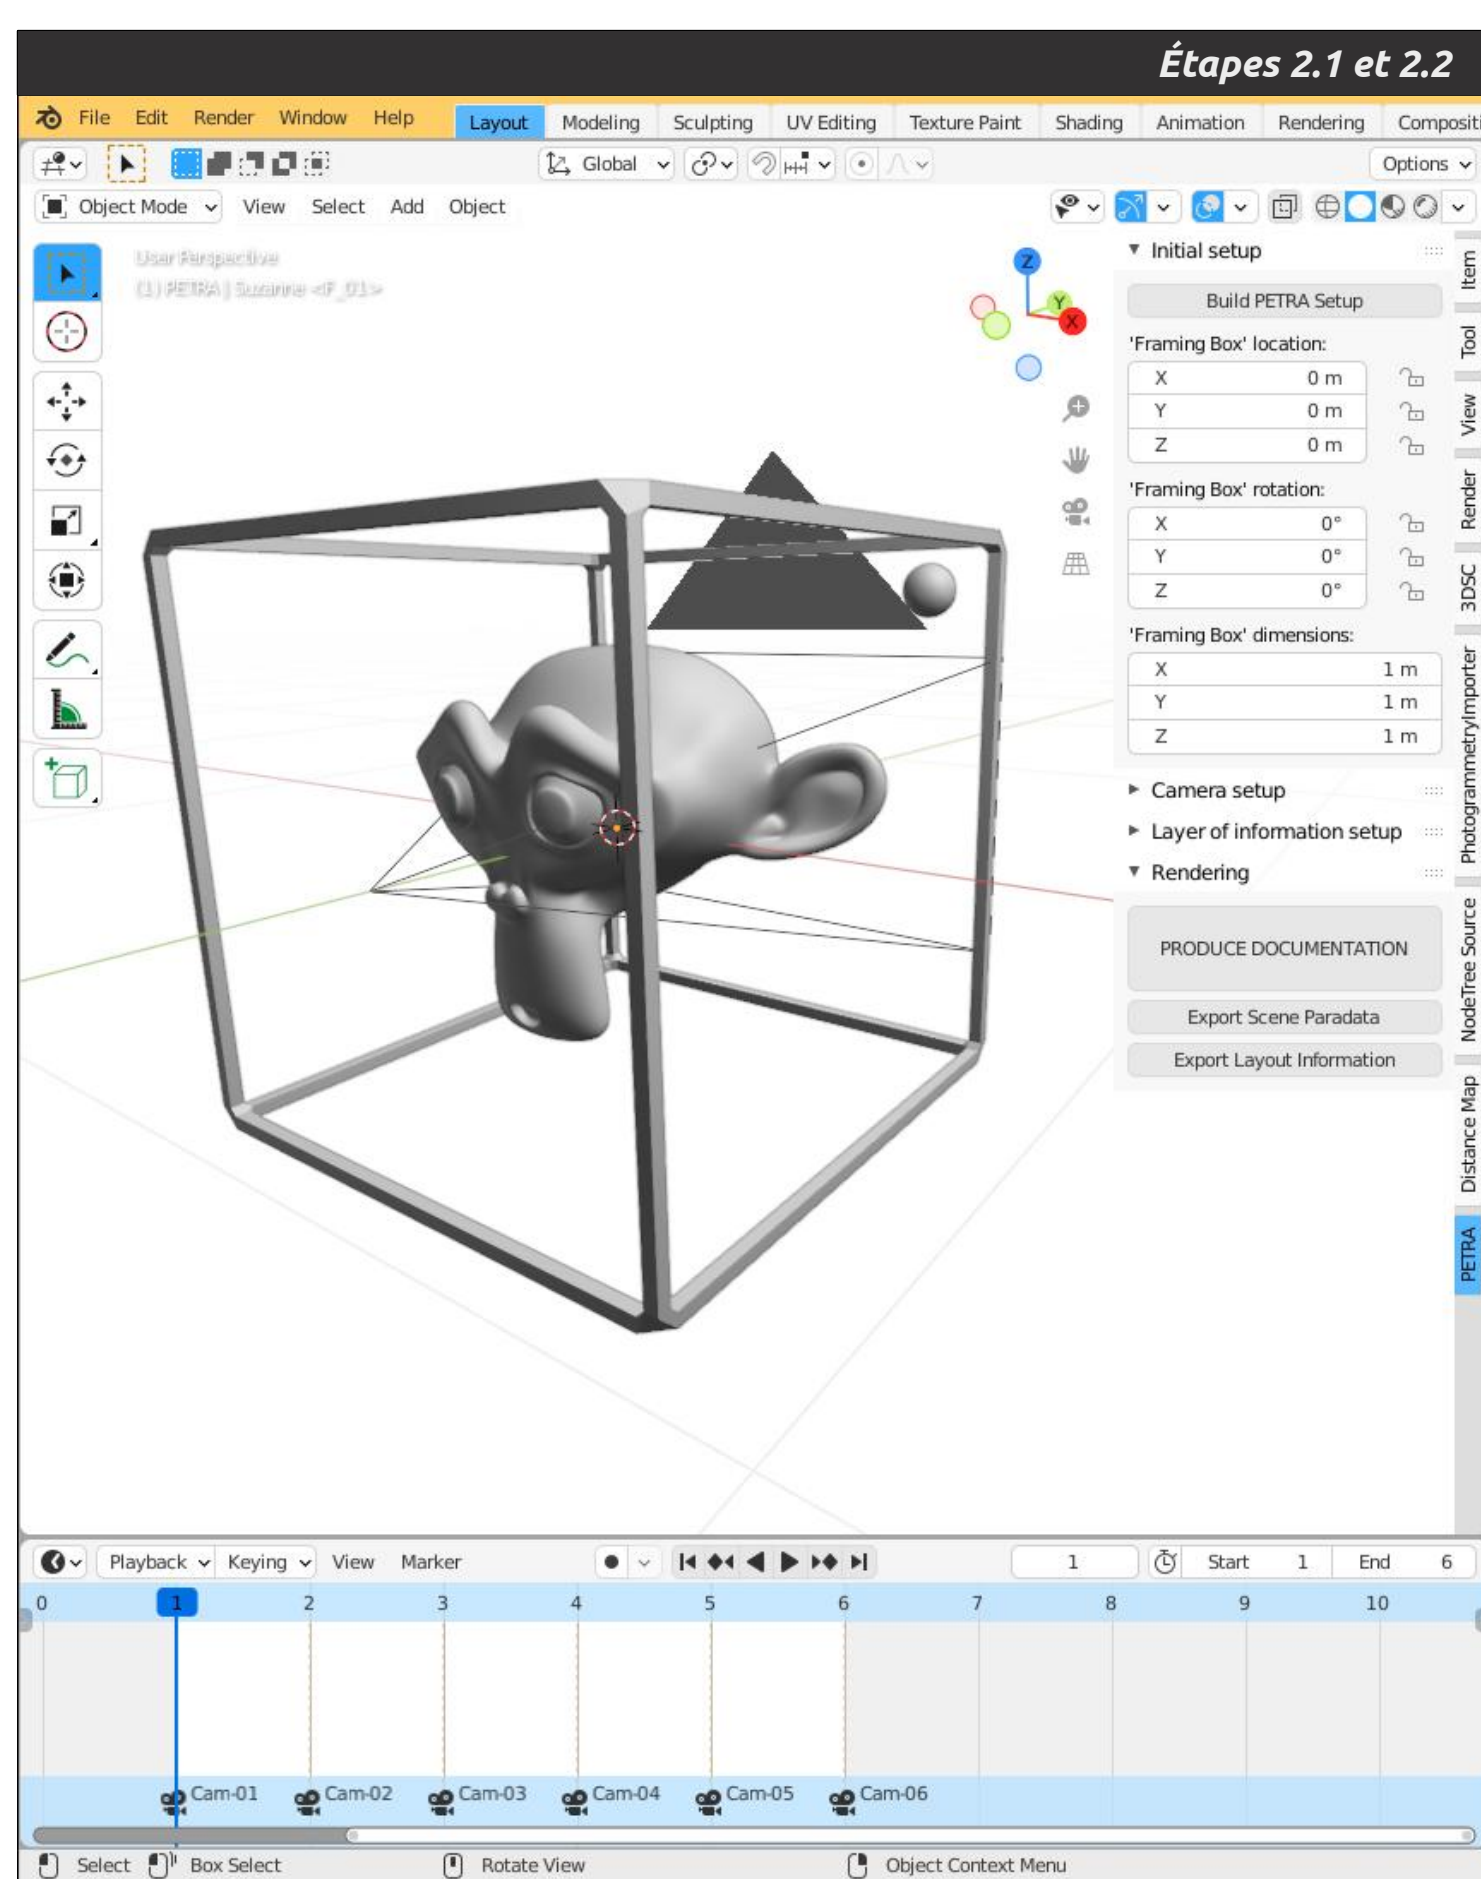 Étapes 2.1 et 2.2
File Edit Render Window Help Layout Modeling Sculpting UV Editing Texture Paint Shading Animation Rendering
Global Options
Object Mode View Select Add Object
User Perspective
(1) PETRA | Suzanne <F_01>
Z
Y
X
Initial setup
Build PETRA Setup
'Framing Box' location:
X 0 m
Y 0 m
Z 0 m
'Framing Box' rotation:
X 0°
Y 0°
Z 0°
'Framing Box' dimensions:
X 1 m
Y 1 m
Z 1 m
Camera setup
Layer of information setup
Rendering
PRODUCE DOCUMENTATION
Export Scene Paradata
Export Layout Information
Item
Tool
View
Render
3DSC
PhotogrammetryImporter
NodeTree Source
Distance Map
PETRA
Playback Keying View Marker 1 Start 1 End 6
0 1 2 3 4 5 6 7 8 9 10
Cam-01 Cam-02 Cam-03 Cam-04 Cam-05 Cam-06
Select Box Select Rotate View Object Context Menu